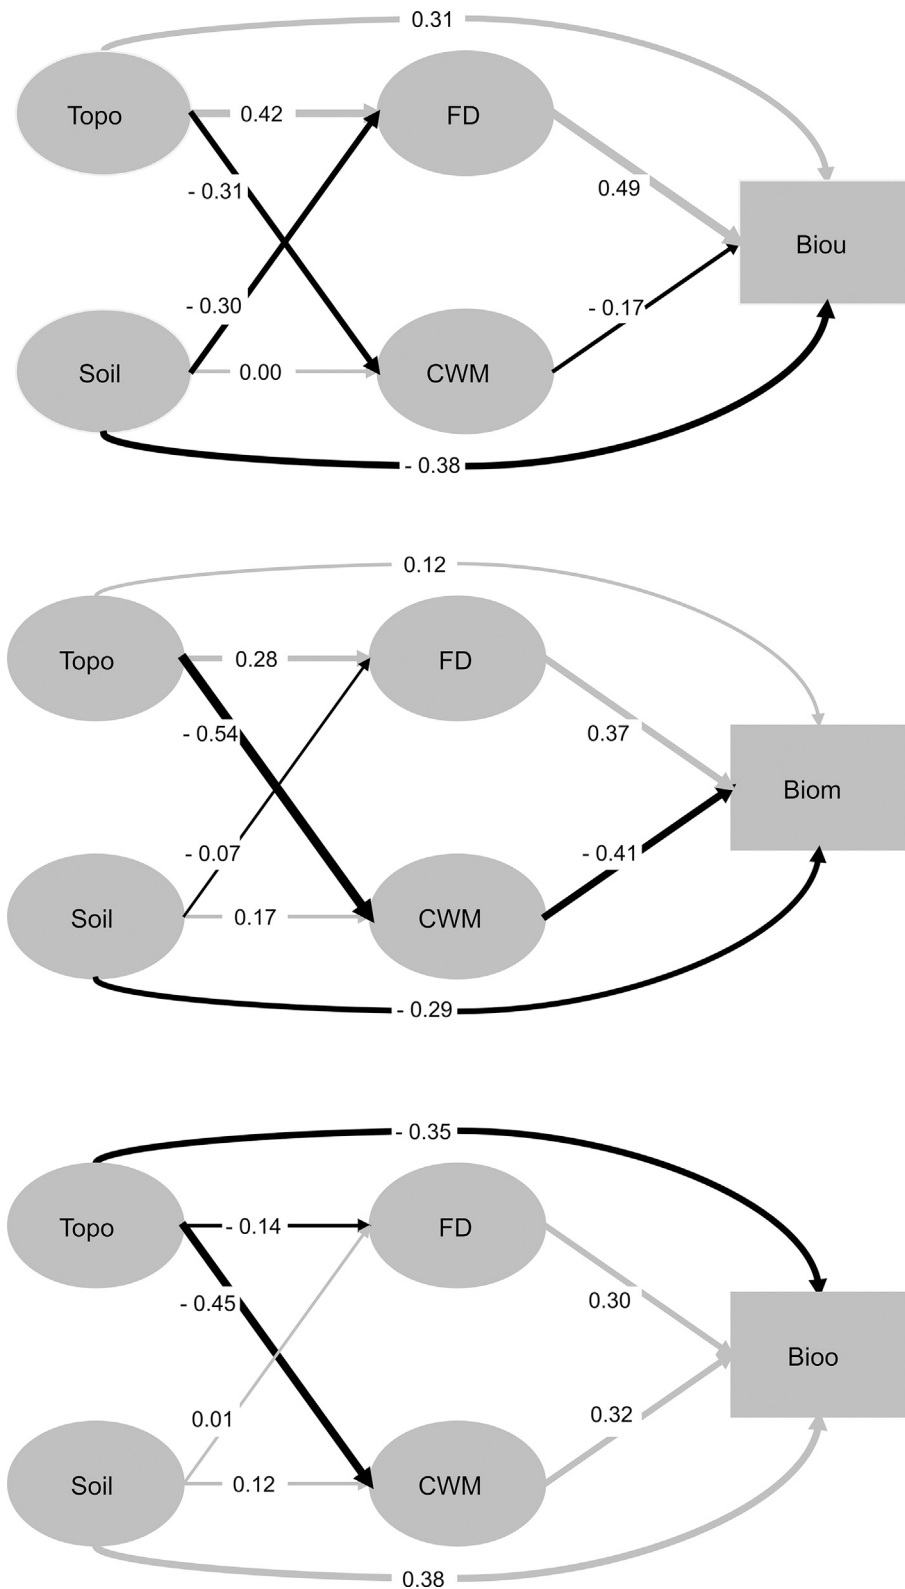 0.31
Topo
0.42
FD
- 0.31
0.49
Biou
- 0.30
- 0.17
Soil
0.00
CWM
- 0.38
0.12
Topo
0.28
FD
- 0.54
0.37
Biom
- 0.07
- 0.41
Soil
0.17
CWM
- 0.29
- 0.35
Topo
- 0.14
FD
- 0.45
0.30
Bioo
0.01
0.32
Soil
0.12
CWM
0.38